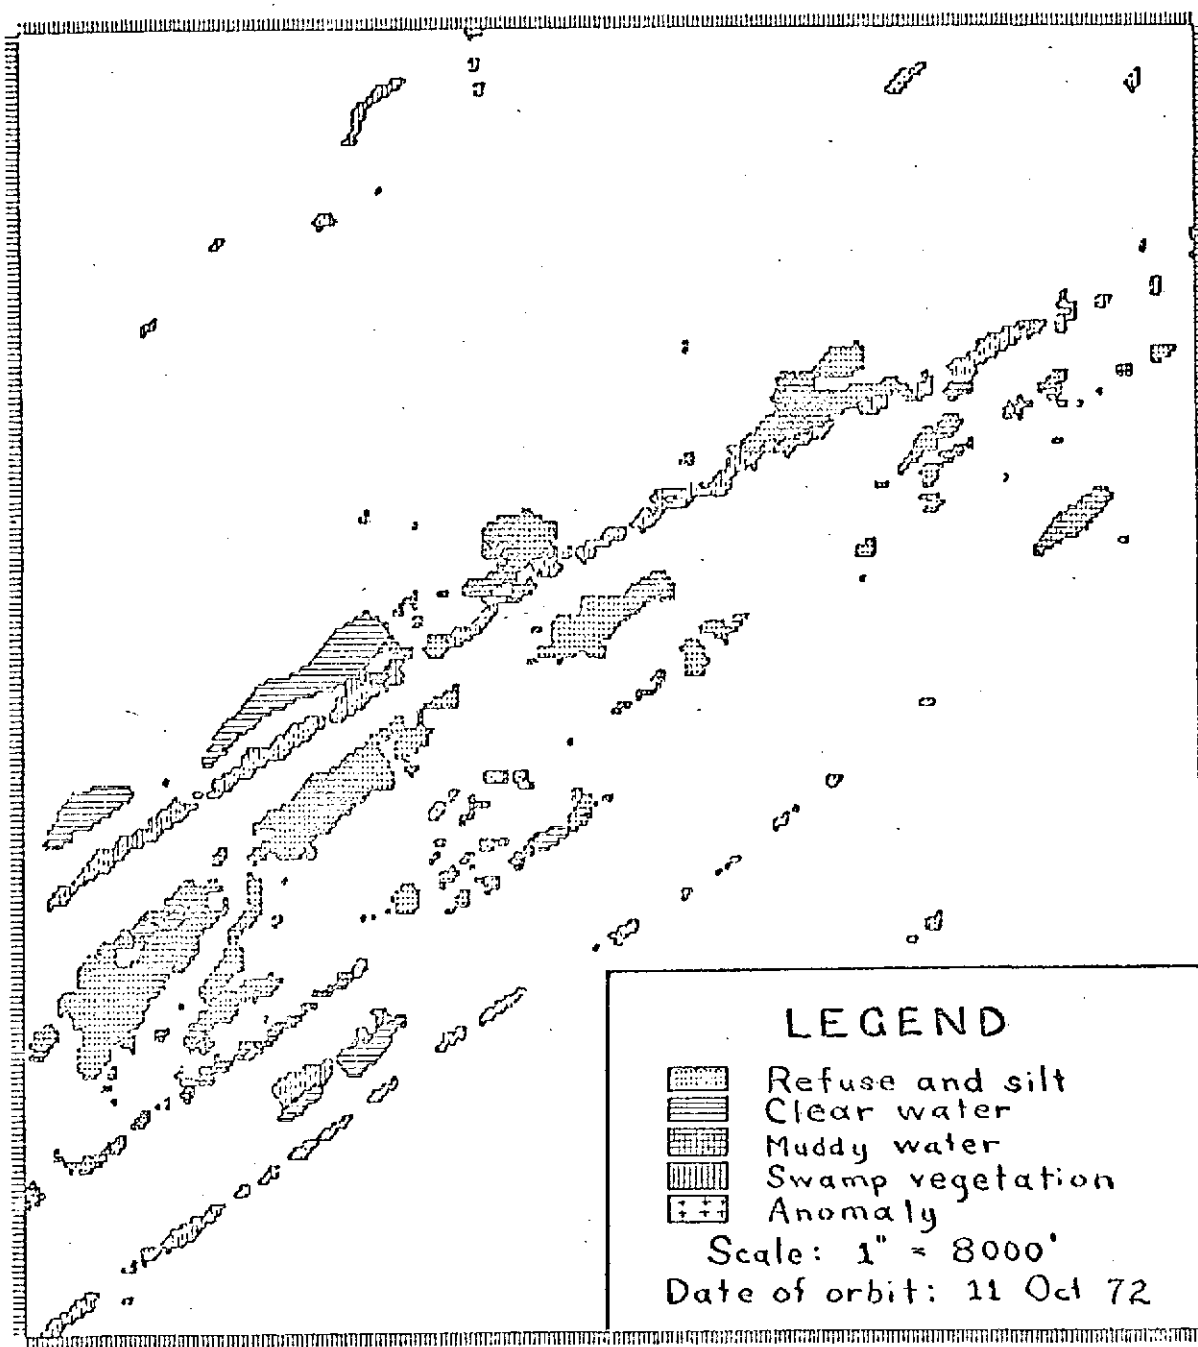 LEGEND
Refuse and silt
Clear water
Muddy water
Swamp vegetation
Anomaly
Scale: 1" = 8000'
Date of orbit: 11 Oct 72